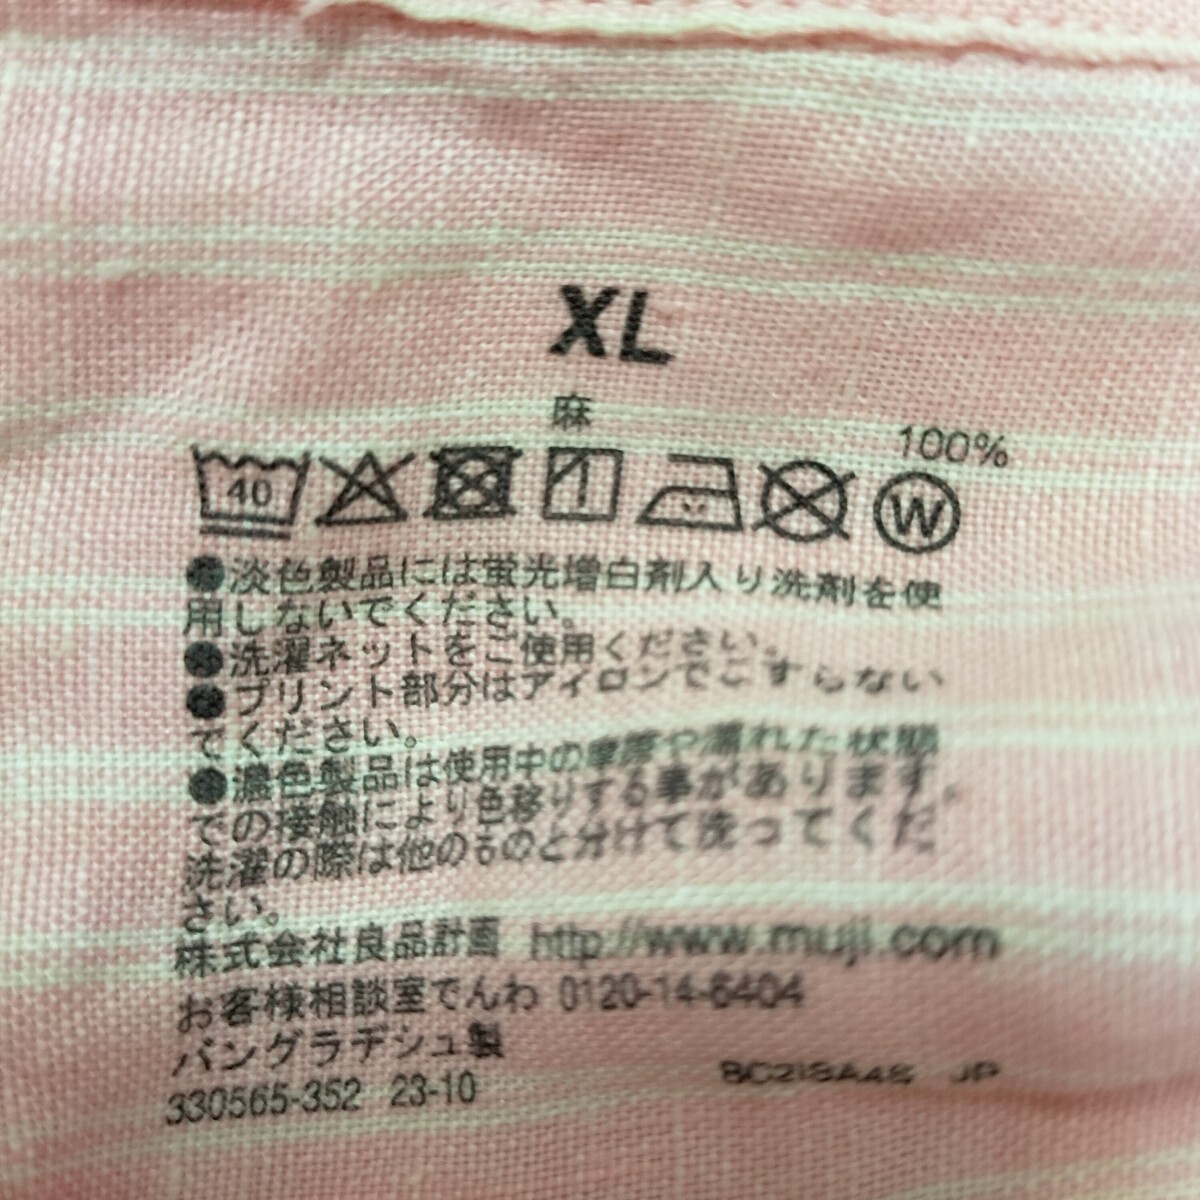 XL
麻
100%
40 1 W
●淡色製品には蛍光増白剤入り洗剤を使
用しないでください。
●洗濯ネットをご使用ください。
●プリント部分はアイロンでこすらない
でください。
●濃色製品は使用中の摩擦や濡れた状態
での接触により色移りする事があります。
洗濯の際は他のものと分けて洗ってくだ
さい。
株式会社良品計画 http://www.muji.com
お客様相談室でんわ 0120-14-6404
バングラデシュ製
330565-352 23-10
JP